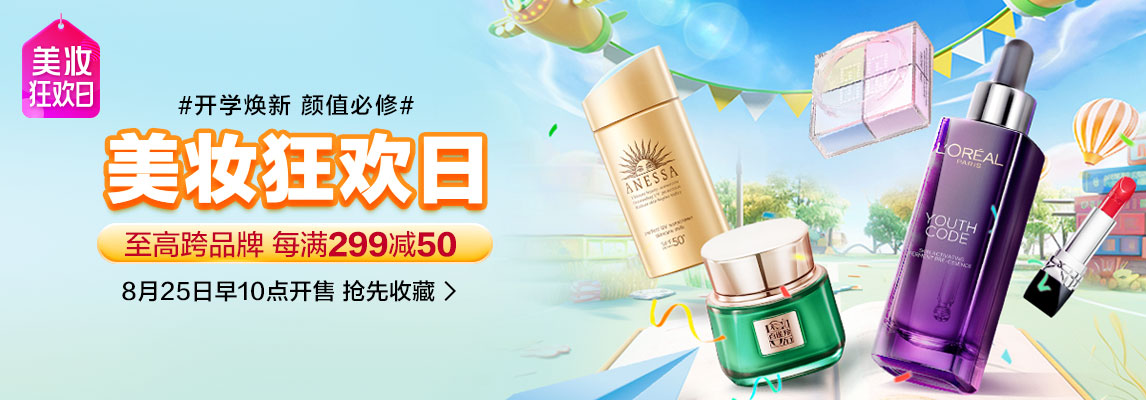 美妆
狂欢日
#开学焕新 颜值必修#
美妆狂欢日
至高跨品牌 每满299减50
8月25日早10点开售 抢先收藏 >
ANESSA
SPF50+
L'ORÉAL
PARIS
YOUTH
CODE